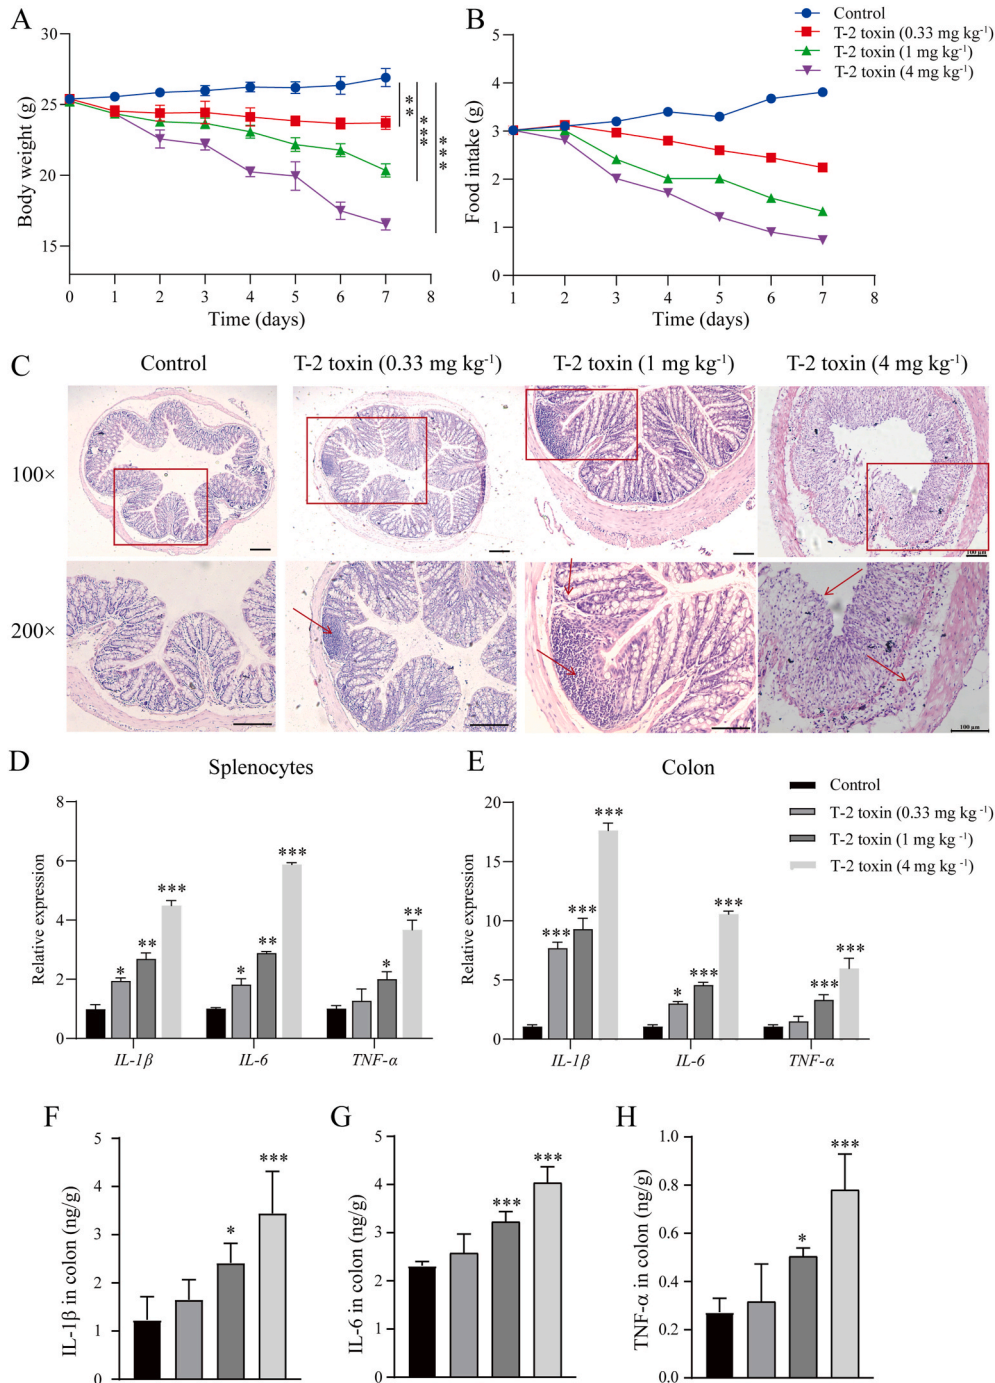 A
B
Control
T-2 toxin (0.33 mg kg⁻¹)
T-2 toxin (1 mg kg⁻¹)
T-2 toxin (4 mg kg⁻¹)
Body weight (g)
30
25
20
15
0 1 2 3 4 5 6 7 8
Time (days)
**
***
***
Food intake (g)
5
4
3
2
1
0
1 2 3 4 5 6 7 8
Time (days)
C
Control
T-2 toxin (0.33 mg kg⁻¹)
T-2 toxin (1 mg kg⁻¹)
T-2 toxin (4 mg kg⁻¹)
100×
100 μm
200×
100 μm
D
Splenocytes
Relative expression
8
6
4
2
0
* ** ***
* ** ***
* **
IL-1β IL-6 TNF-α
E
Colon
Relative expression
20
15
10
5
0
*** *** ***
* *** ***
*** ***
IL-1β IL-6 TNF-α
Control
T-2 toxin (0.33 mg kg ⁻¹)
T-2 toxin (1 mg kg ⁻¹)
T-2 toxin (4 mg kg ⁻¹)
F
IL-1β in colon (ng/g)
5
4
3
2
1
0
* ***
G
IL-6 in colon (ng/g)
5
4
3
2
1
0
*** ***
H
TNF-α in colon (ng/g)
1.0
0.8
0.6
0.4
0.2
0.0
* ***